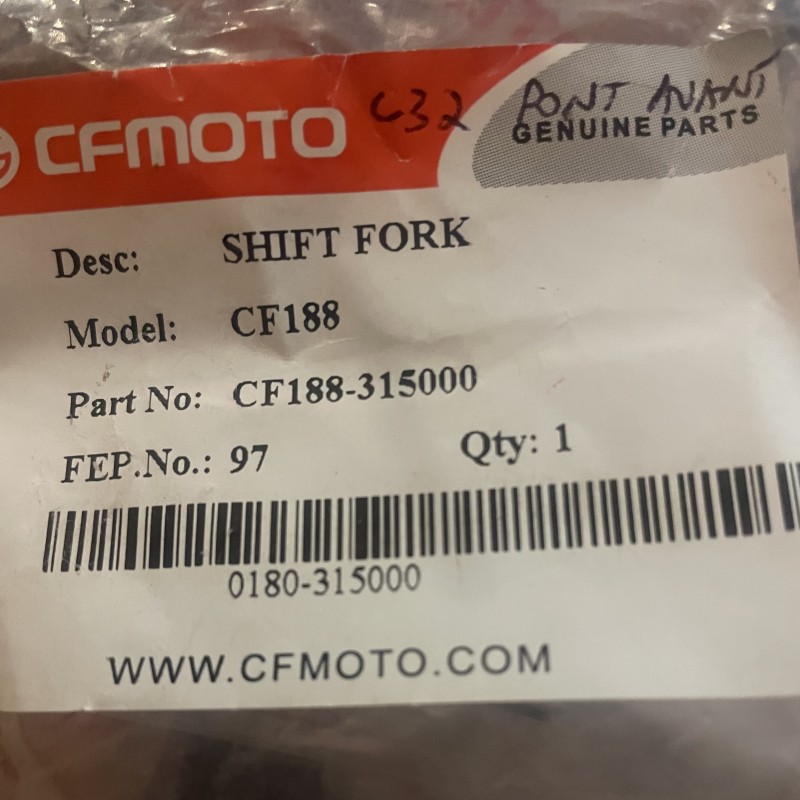 CFMOTO C32 PONT AVANT
GENUINE PARTS
Desc: SHIFT FORK
Model: CF188
Part No: CF188-315000
FEP.No.: 97 Qty: 1
0180-315000
WWW.CFMOTO.COM